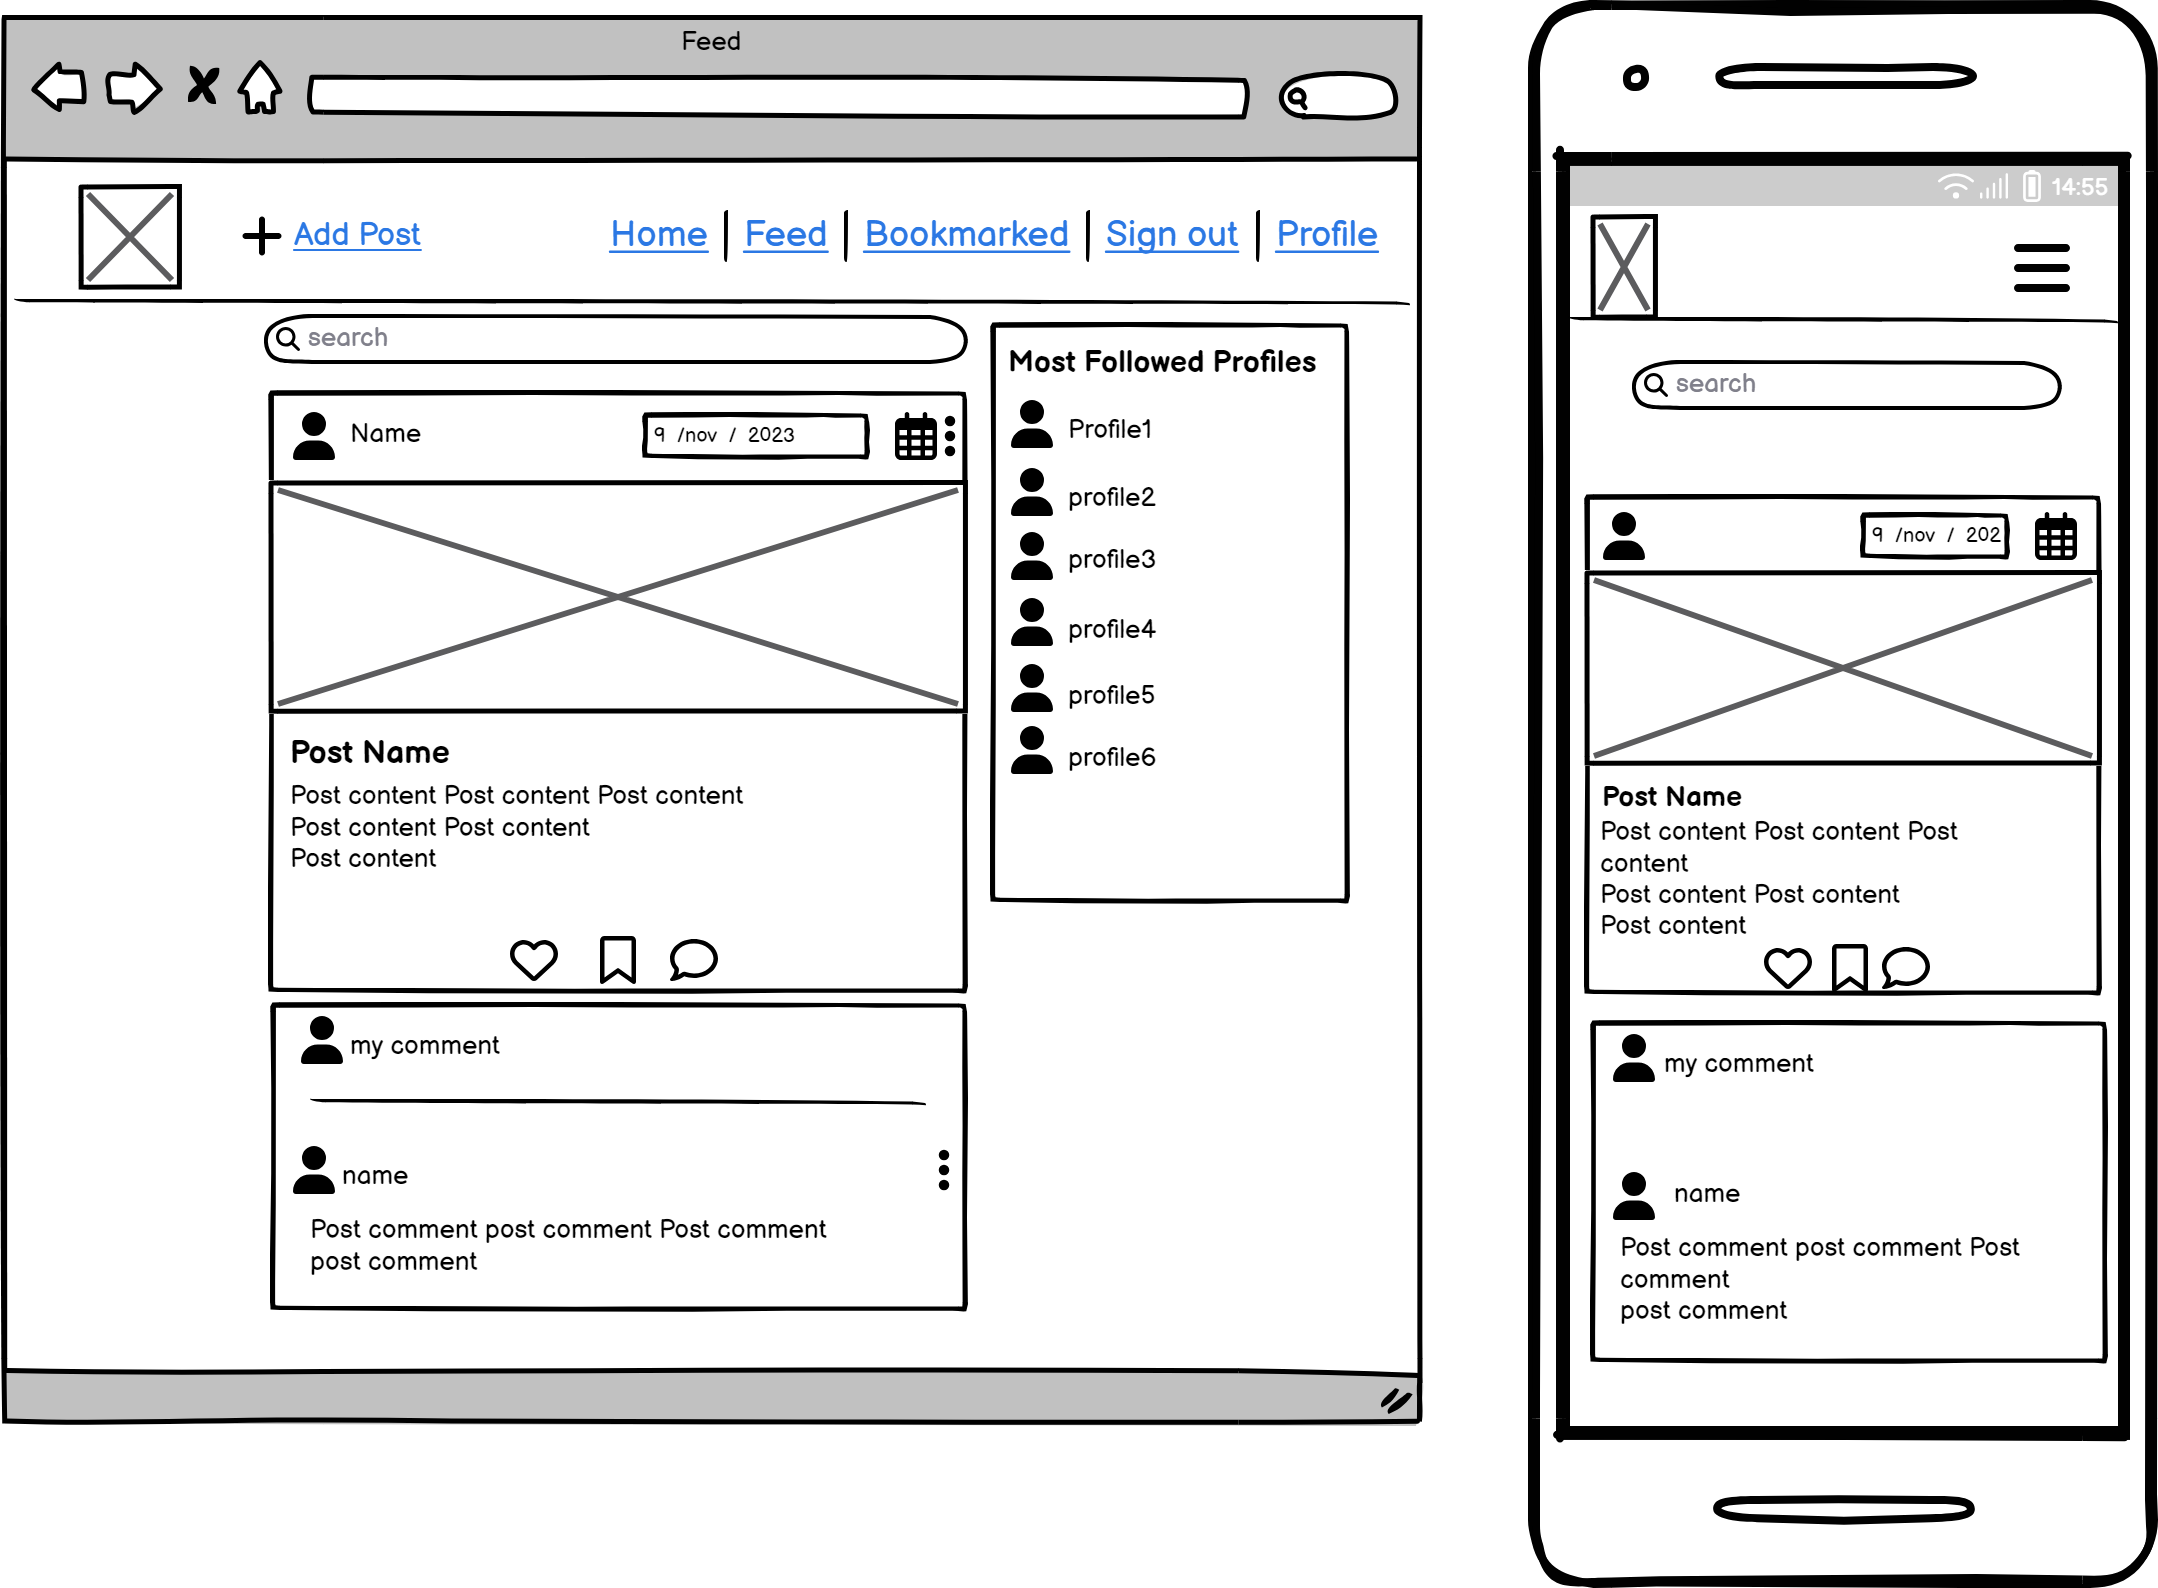 Feed
Add Post
Home Feed Bookmarked Sign out Profile
search
Name 9 /nov / 2023
Post Name
Post content Post content Post content
Post content Post content
Post content
my comment
name
Post comment post comment Post comment
post comment
Most Followed Profiles
Profile1
profile2
profile3
profile4
profile5
profile6
14:55
search
9 /nov / 202
Post Name
Post content Post content Post
content
Post content Post content
Post content
my comment
name
Post comment post comment Post
comment
post comment